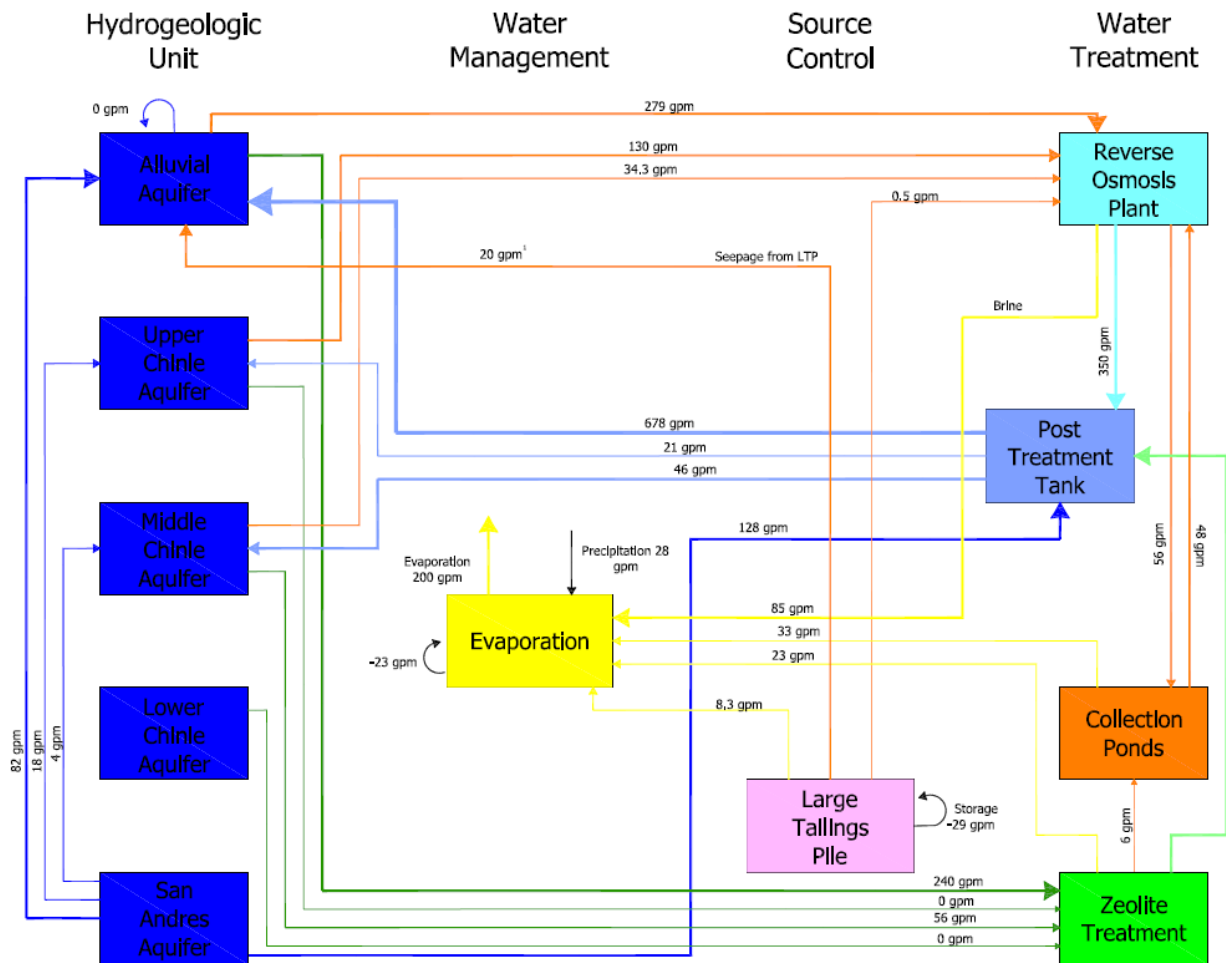 Hydrogeologic
Unit
Water
Management
Source
Control
Water
Treatment
0 gpm
279 gpm
Alluvial
Aquifer
130 gpm
34.3 gpm
Reverse
Osmosis
Plant
0.5 gpm
20 gpm¹
Seepage from LTP
Brine
Upper
Chinle
Aquifer
350 gpm
678 gpm
21 gpm
46 gpm
Post
Treatment
Tank
Middle
Chinle
Aquifer
128 gpm
Evaporation
200 gpm
Precipitation 28
gpm
56 gpm
48 gpm
Evaporation
-23 gpm
85 gpm
33 gpm
23 gpm
8.3 gpm
Lower
Chinle
Aquifer
Collection
Ponds
82 gpm
18 gpm
4 gpm
Large
Tailings
Pile
Storage
-29 gpm
6 gpm
San
Andres
Aquifer
240 gpm
0 gpm
56 gpm
0 gpm
Zeolite
Treatment